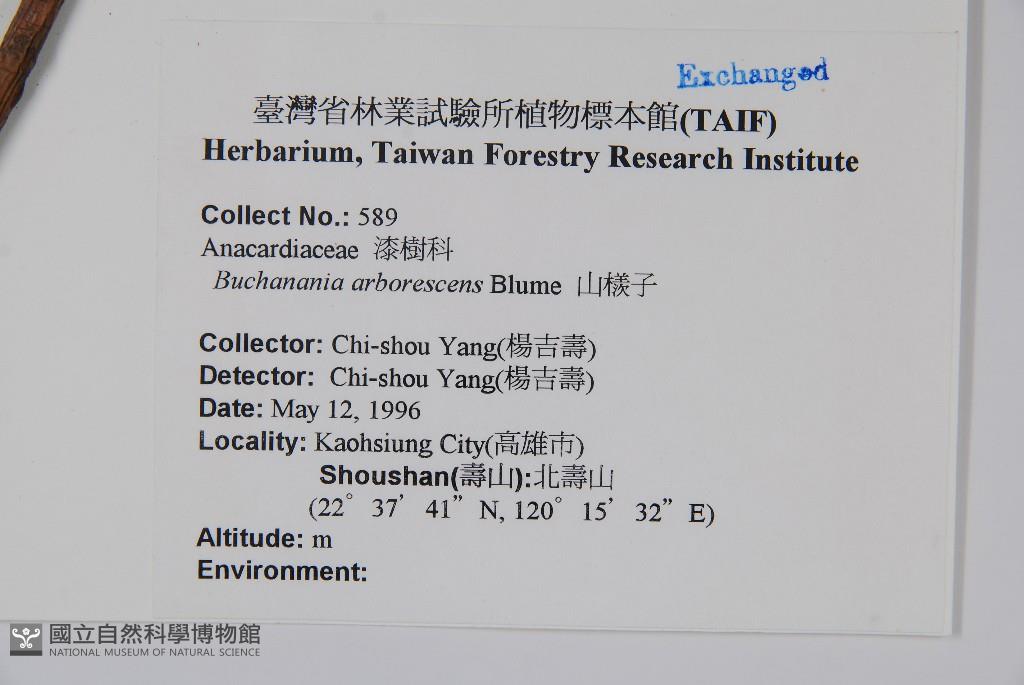 Exchanged
臺灣省林業試驗所植物標本館(TAIF)
Herbarium, Taiwan Forestry Research Institute
Collect No.: 589
Anacardiaceae 漆樹科
Buchanania arborescens Blume 山檨子
Collector: Chi-shou Yang(楊吉壽)
Detector: Chi-shou Yang(楊吉壽)
Date: May 12, 1996
Locality: Kaohsiung City(高雄市)
Shoushan(壽山):北壽山
(22° 37’ 41” N, 120° 15’ 32” E)
Altitude: m
Environment:
國立自然科學博物館
NATIONAL MUSEUM OF NATURAL SCIENCE